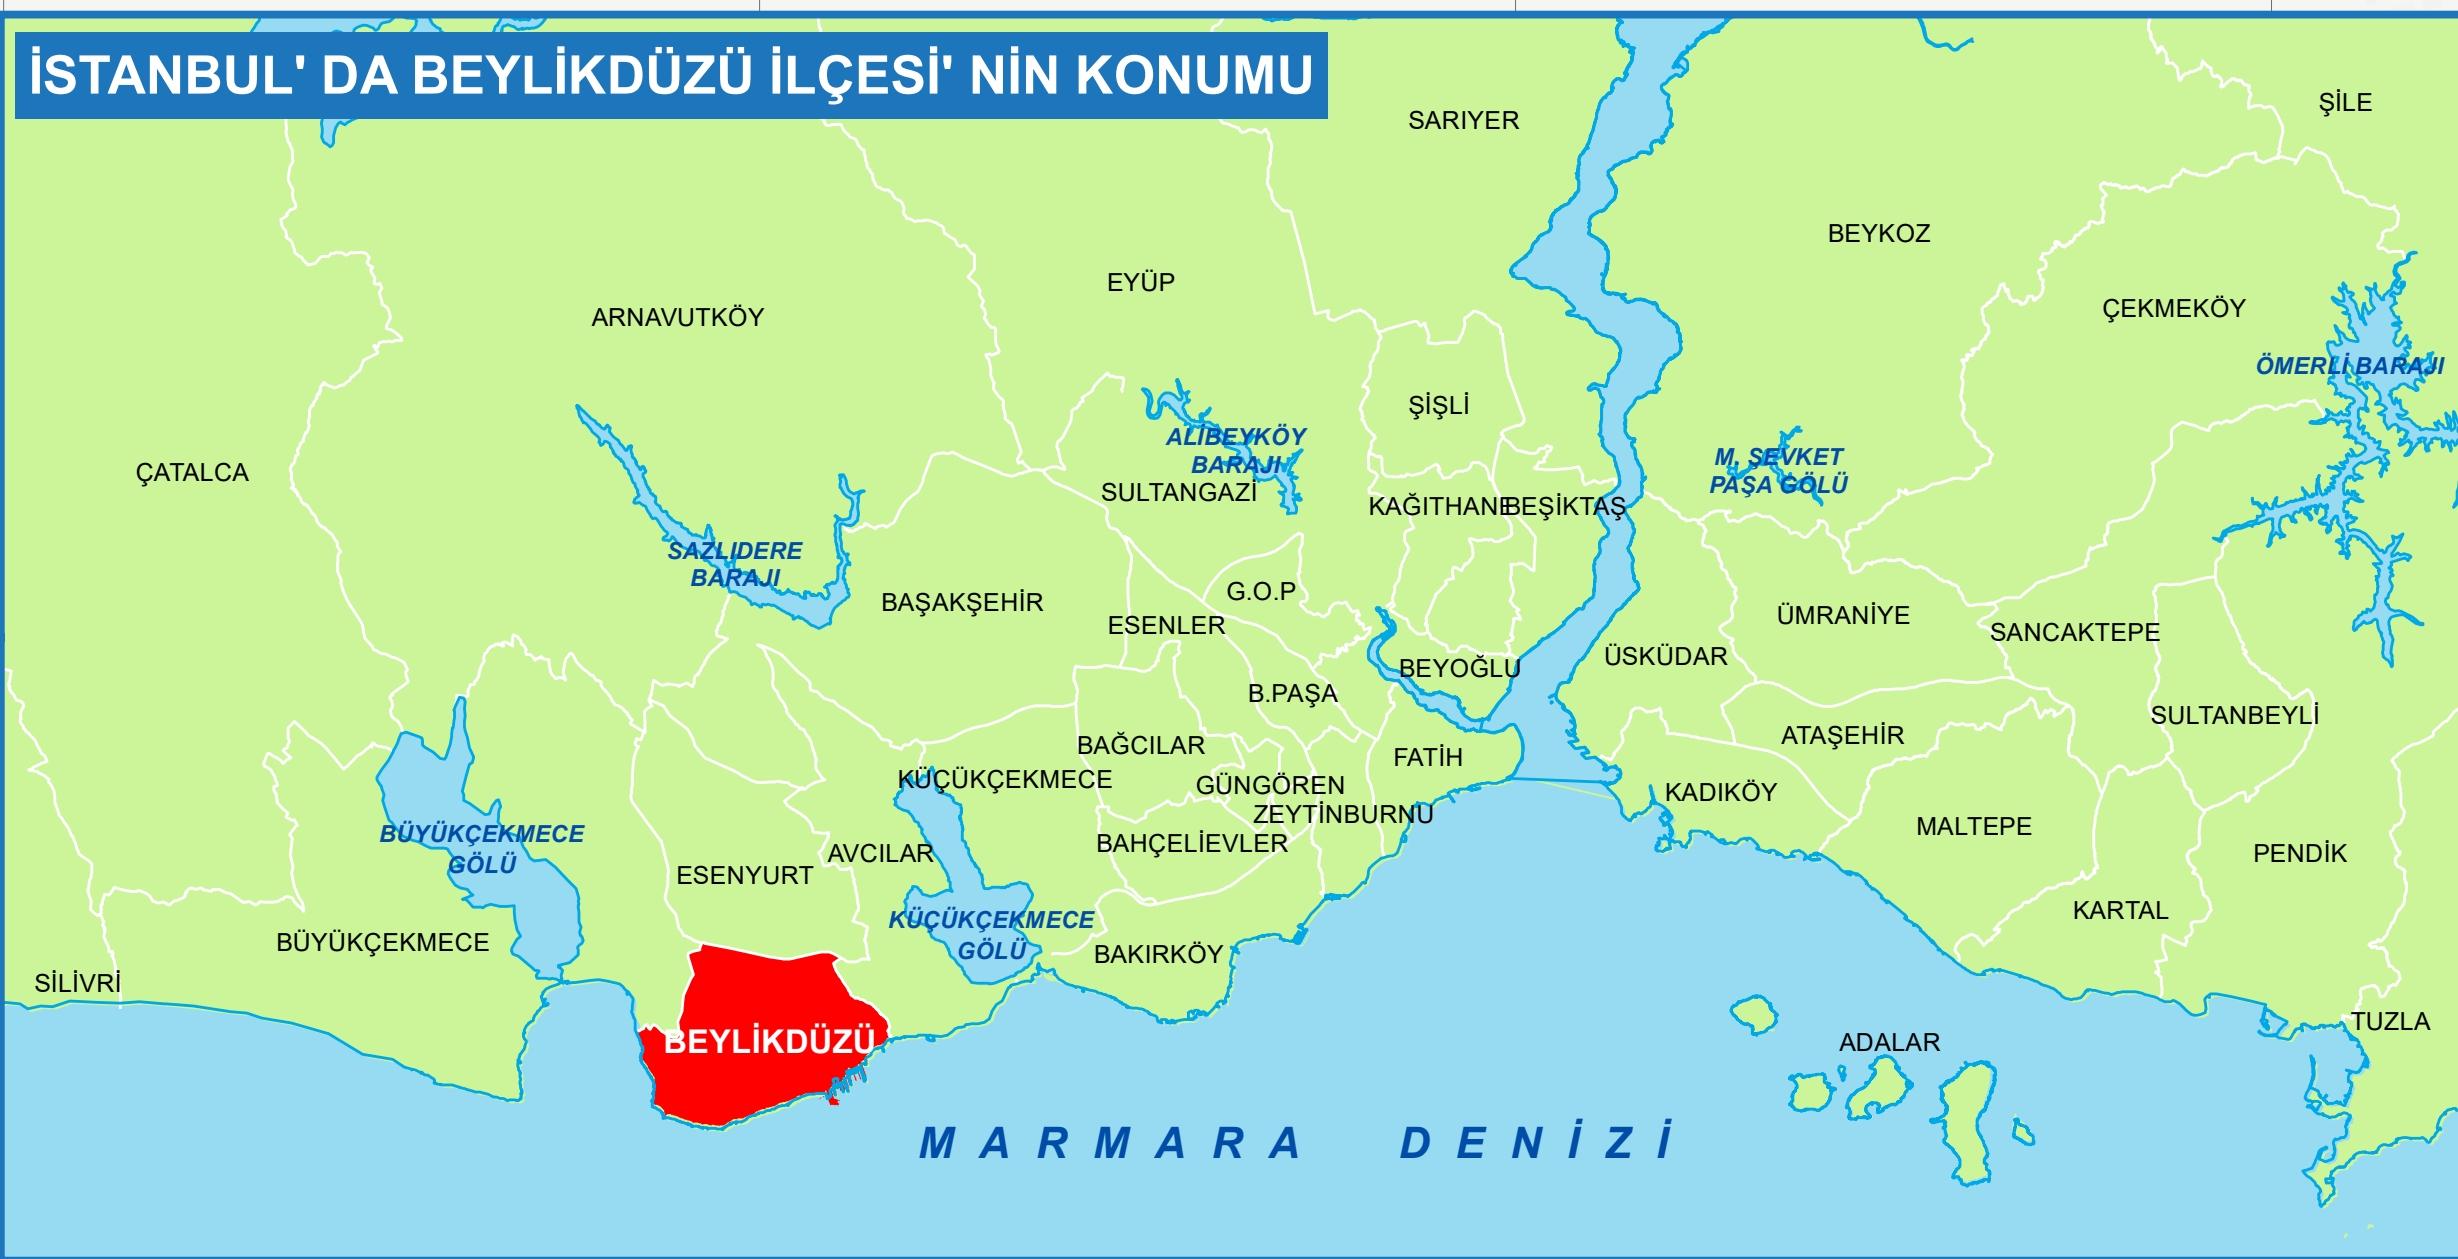 İSTANBUL' DA BEYLİKDÜZÜ İLÇESİ' NİN KONUMU
SARIYER
ŞİLE
BEYKOZ
EYÜP
ARNAVUTKÖY
ÇEKMEKÖY
ÖMERLİ BARAJI
ŞİŞLİ
ALİBEYKÖY
BARAJI
M. ŞEVKET
PAŞA GÖLÜ
ÇATALCA
SULTANGAZİ
KAĞITHANE
BEŞİKTAŞ
SAZLIDERE
BARAJI
G.O.P
BAŞAKŞEHİR
ESENLER
ÜMRANİYE
SANCAKTEPE
ÜSKÜDAR
BEYOĞLU
B.PAŞA
SULTANBEYLİ
ATAŞEHİR
BAĞCILAR
FATİH
KÜÇÜKÇEKMECE
GÜNGÖREN
KADIKÖY
ZEYTİNBURNU
MALTEPE
BÜYÜKÇEKMECE
GÖLÜ
BAHÇELİEVLER
AVCILAR
PENDİK
ESENYURT
KARTAL
KÜÇÜKÇEKMECE
GÖLÜ
BÜYÜKÇEKMECE
BAKIRKÖY
SİLİVRİ
TUZLA
BEYLİKDÜZÜ
ADALAR
MARMARA DENİZİ